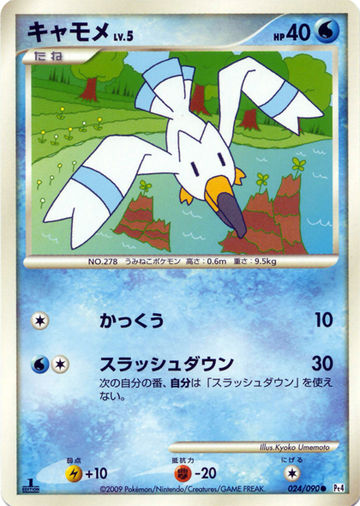 キャモメ LV.5 HP40
たね
NO.278 うみねこポケモン 高さ:0.6m 重さ:9.5kg
かっくう 10
スラッシュダウン 30
次の自分の番、自分は「スラッシュダウン」を使え
ない。
Illus.Kyoko Umemoto
弱点 抵抗力 にげる
+10 -20
1 EDITION
©2009 Pokémon/Nintendo/Creatures/GAME FREAK 024/090 Pt4